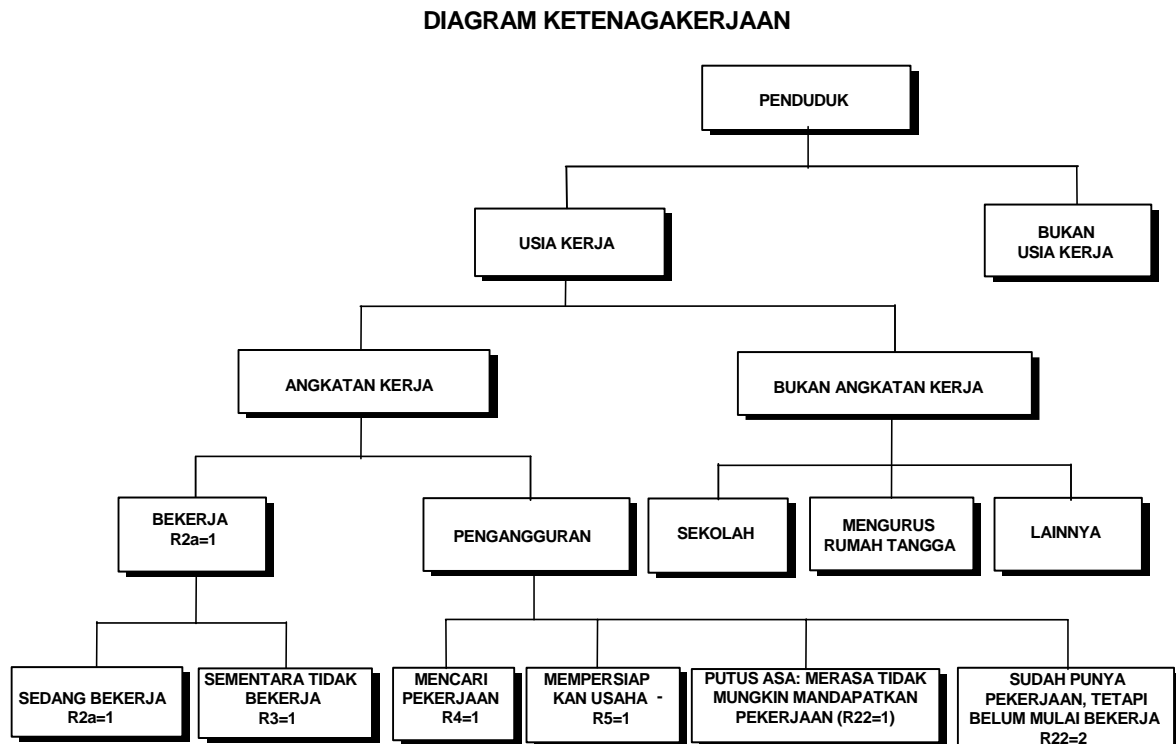 DIAGRAM KETENAGAKERJAAN
PENDUDUK
USIA KERJA
BUKAN
USIA KERJA
ANGKATAN KERJA
BUKAN ANGKATAN KERJA
BEKERJA
R2a=1
PENGANGGURAN
SEKOLAH
MENGURUS
RUMAH TANGGA
LAINNYA
SEDANG BEKERJA
R2a=1
SEMENTARA TIDAK
BEKERJA
R3=1
MENCARI
PEKERJAAN
R4=1
MEMPERSIAP
KAN USAHA -
R5=1
PUTUS ASA: MERASA TIDAK
MUNGKIN MANDAPATKAN
PEKERJAAN (R22=1)
SUDAH PUNYA
PEKERJAAN, TETAPI
BELUM MULAI BEKERJA
R22=2